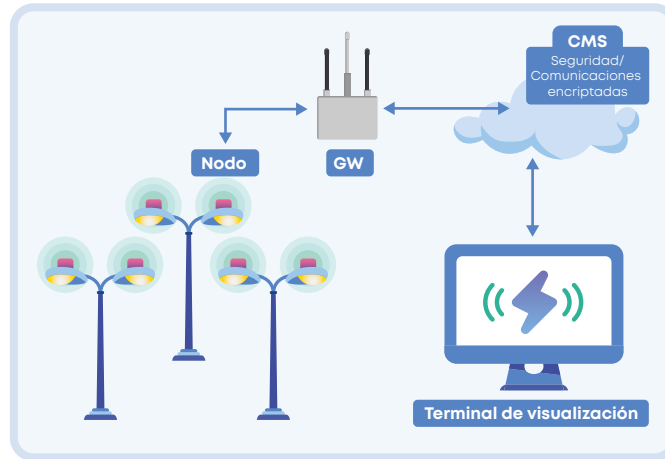 CMS
Seguridad/
Comunicaciones
encriptadas
Nodo
GW
Terminal de visualización